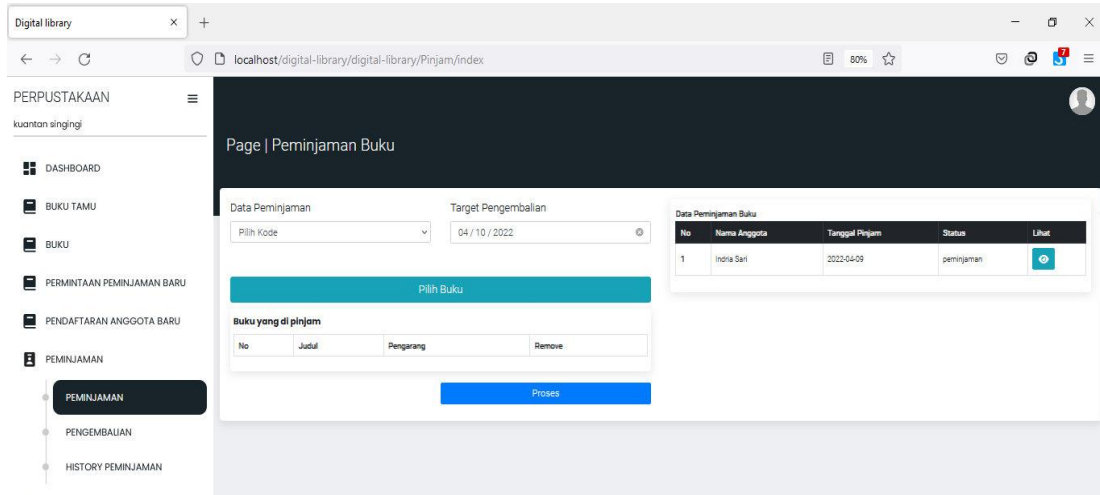 Digital library
localhost/digital-library/digital-library/Pinjam/index
80%
7
PERPUSTAKAAN
kuantan singingi
DASHBOARD
BUKU TAMU
BUKU
PERMINTAAN PEMINJAMAN BARU
PENDAFTARAN ANGGOTA BARU
PEMINJAMAN
PEMINJAMAN
PENGEMBALIAN
HISTORY PEMINJAMAN
Page | Peminjaman Buku
Data Peminjaman
Pilih Kode
Target Pengembalian
04 / 10 / 2022
Pilih Buku
Buku yang di pinjam
No Judul Pengarang Remove
Proses
Data Peminjaman Buku
No Nama Anggota Tanggal Pinjam Status Lihat
1 Indria Sari 2022-04-09 peminjaman